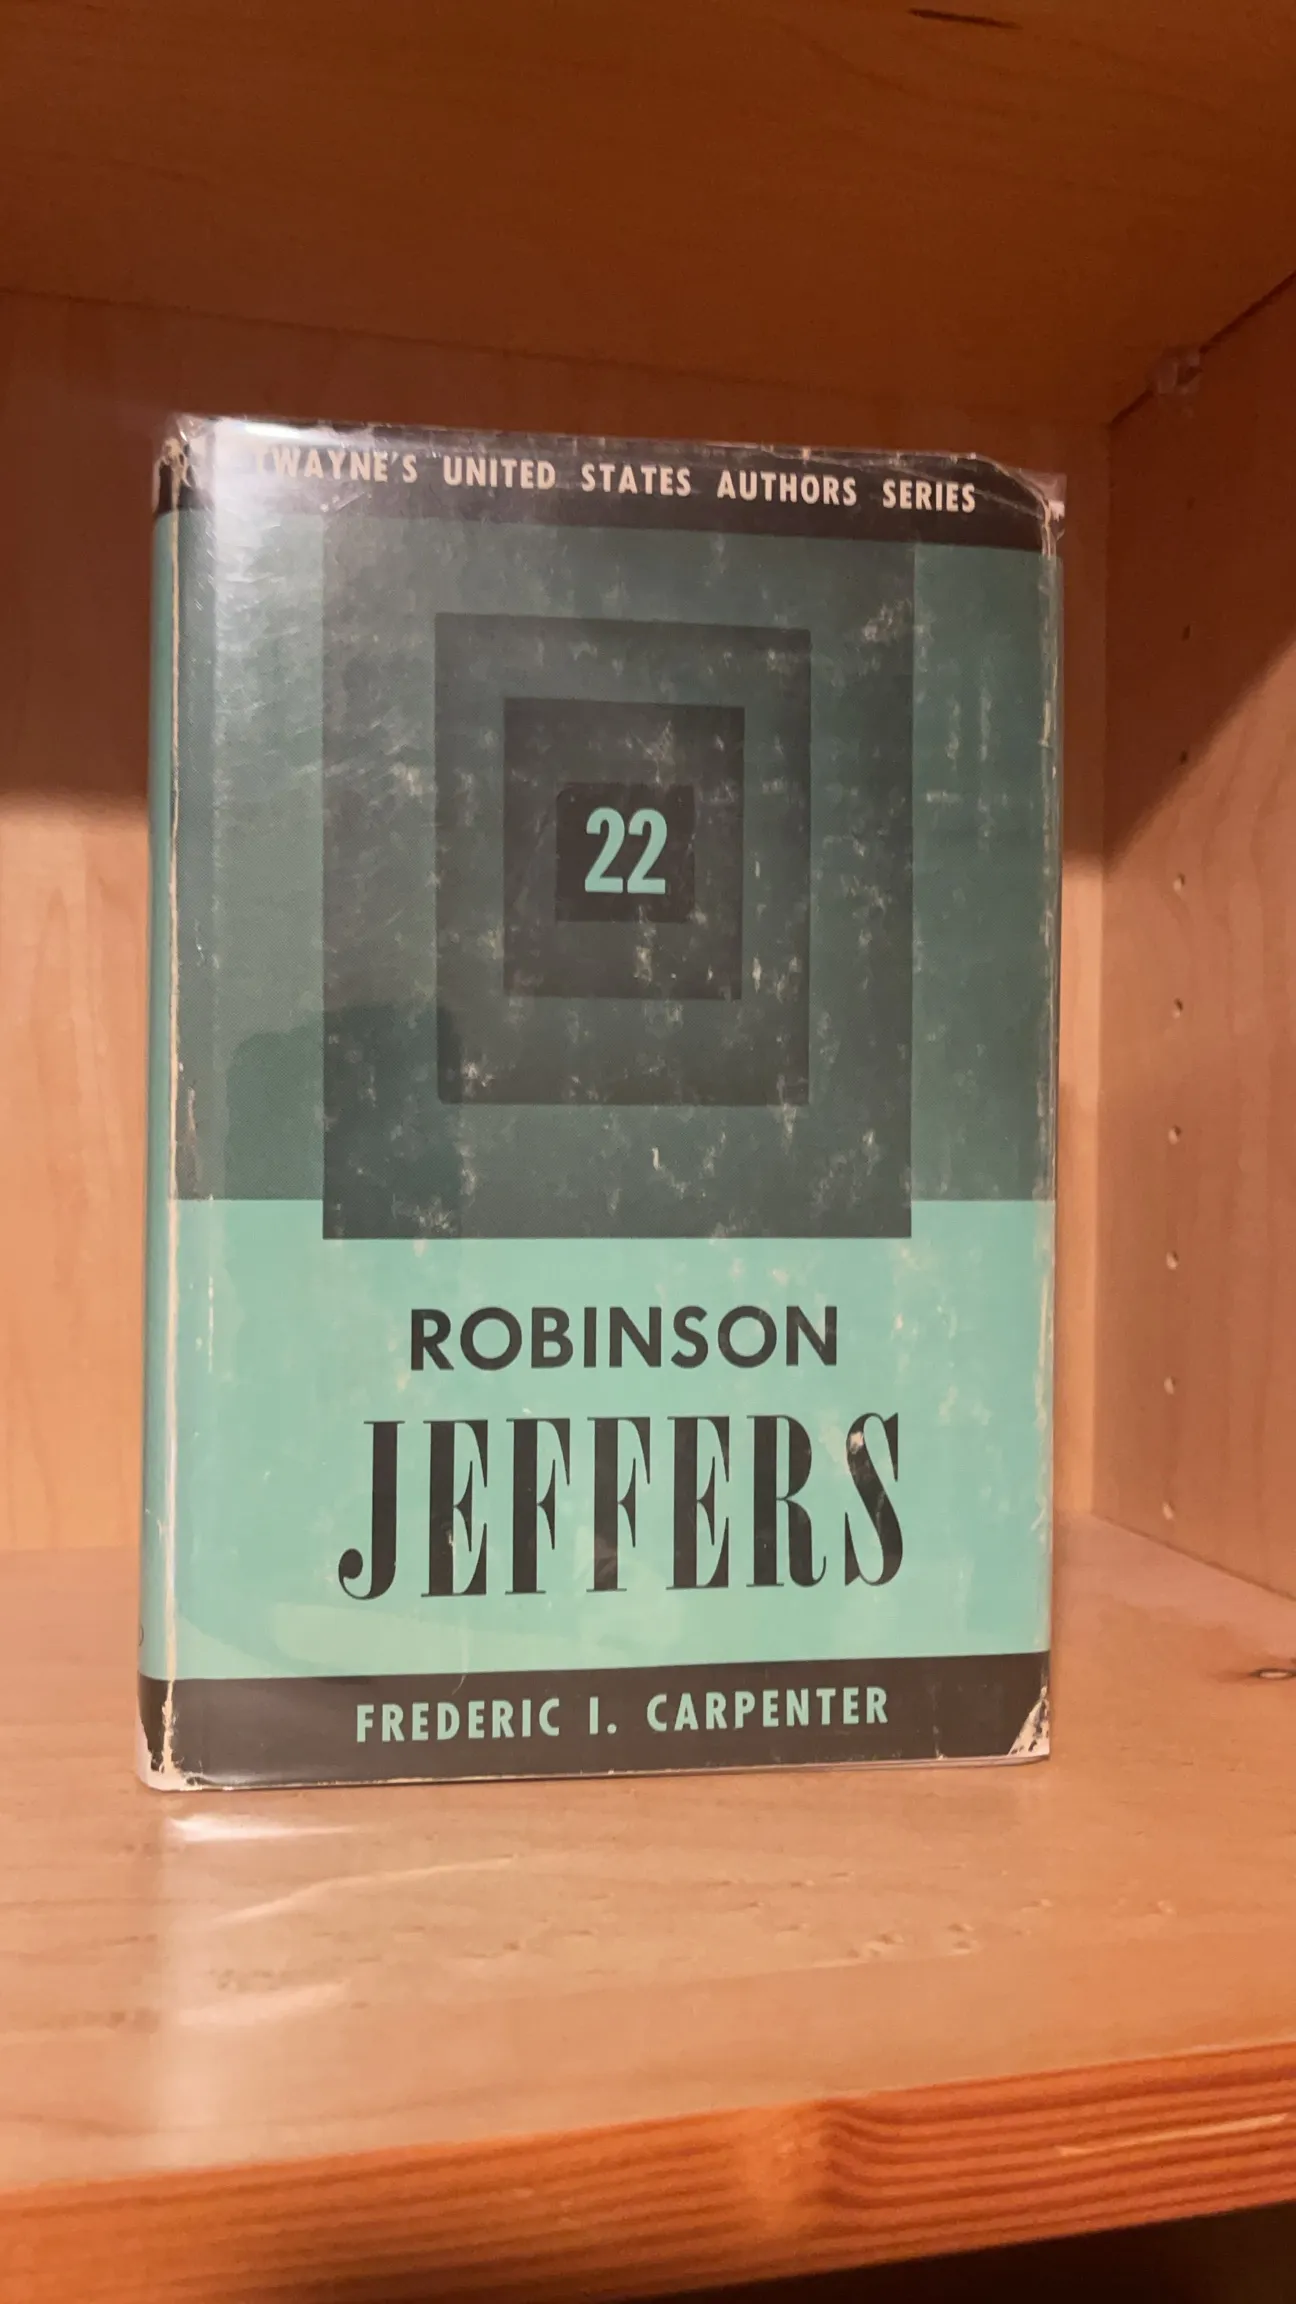 TWAYNE'S UNITED STATES AUTHORS SERIES
22
ROBINSON
JEFFERS
FREDERIC I. CARPENTER